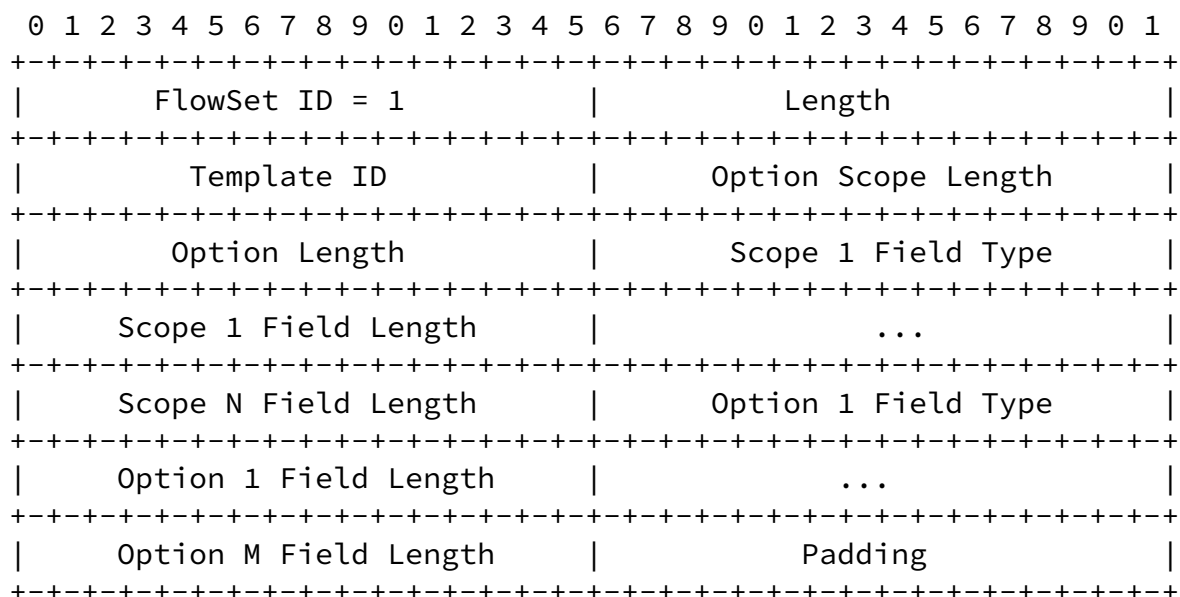 0 1 2 3 4 5 6 7 8 9 0 1 2 3 4 5 6 7 8 9 0 1 2 3 4 5 6 7 8 9 0 1
+-+-+-+-+-+-+-+-+-+-+-+-+-+-+-+-+-+-+-+-+-+-+-+-+-+-+-+-+-+-+-+-+
|       FlowSet ID = 1          |          Length               |
+-+-+-+-+-+-+-+-+-+-+-+-+-+-+-+-+-+-+-+-+-+-+-+-+-+-+-+-+-+-+-+-+
|         Template ID           |      Option Scope Length      |
+-+-+-+-+-+-+-+-+-+-+-+-+-+-+-+-+-+-+-+-+-+-+-+-+-+-+-+-+-+-+-+-+
|        Option Length          |       Scope 1 Field Type      |
+-+-+-+-+-+-+-+-+-+-+-+-+-+-+-+-+-+-+-+-+-+-+-+-+-+-+-+-+-+-+-+-+
|     Scope 1 Field Length      |               ...             |
+-+-+-+-+-+-+-+-+-+-+-+-+-+-+-+-+-+-+-+-+-+-+-+-+-+-+-+-+-+-+-+-+
|     Scope N Field Length      |      Option 1 Field Type      |
+-+-+-+-+-+-+-+-+-+-+-+-+-+-+-+-+-+-+-+-+-+-+-+-+-+-+-+-+-+-+-+-+
|     Option 1 Field Length     |             ...               |
+-+-+-+-+-+-+-+-+-+-+-+-+-+-+-+-+-+-+-+-+-+-+-+-+-+-+-+-+-+-+-+-+
|     Option M Field Length     |           Padding             |
+-+-+-+-+-+-+-+-+-+-+-+-+-+-+-+-+-+-+-+-+-+-+-+-+-+-+-+-+-+-+-+-+